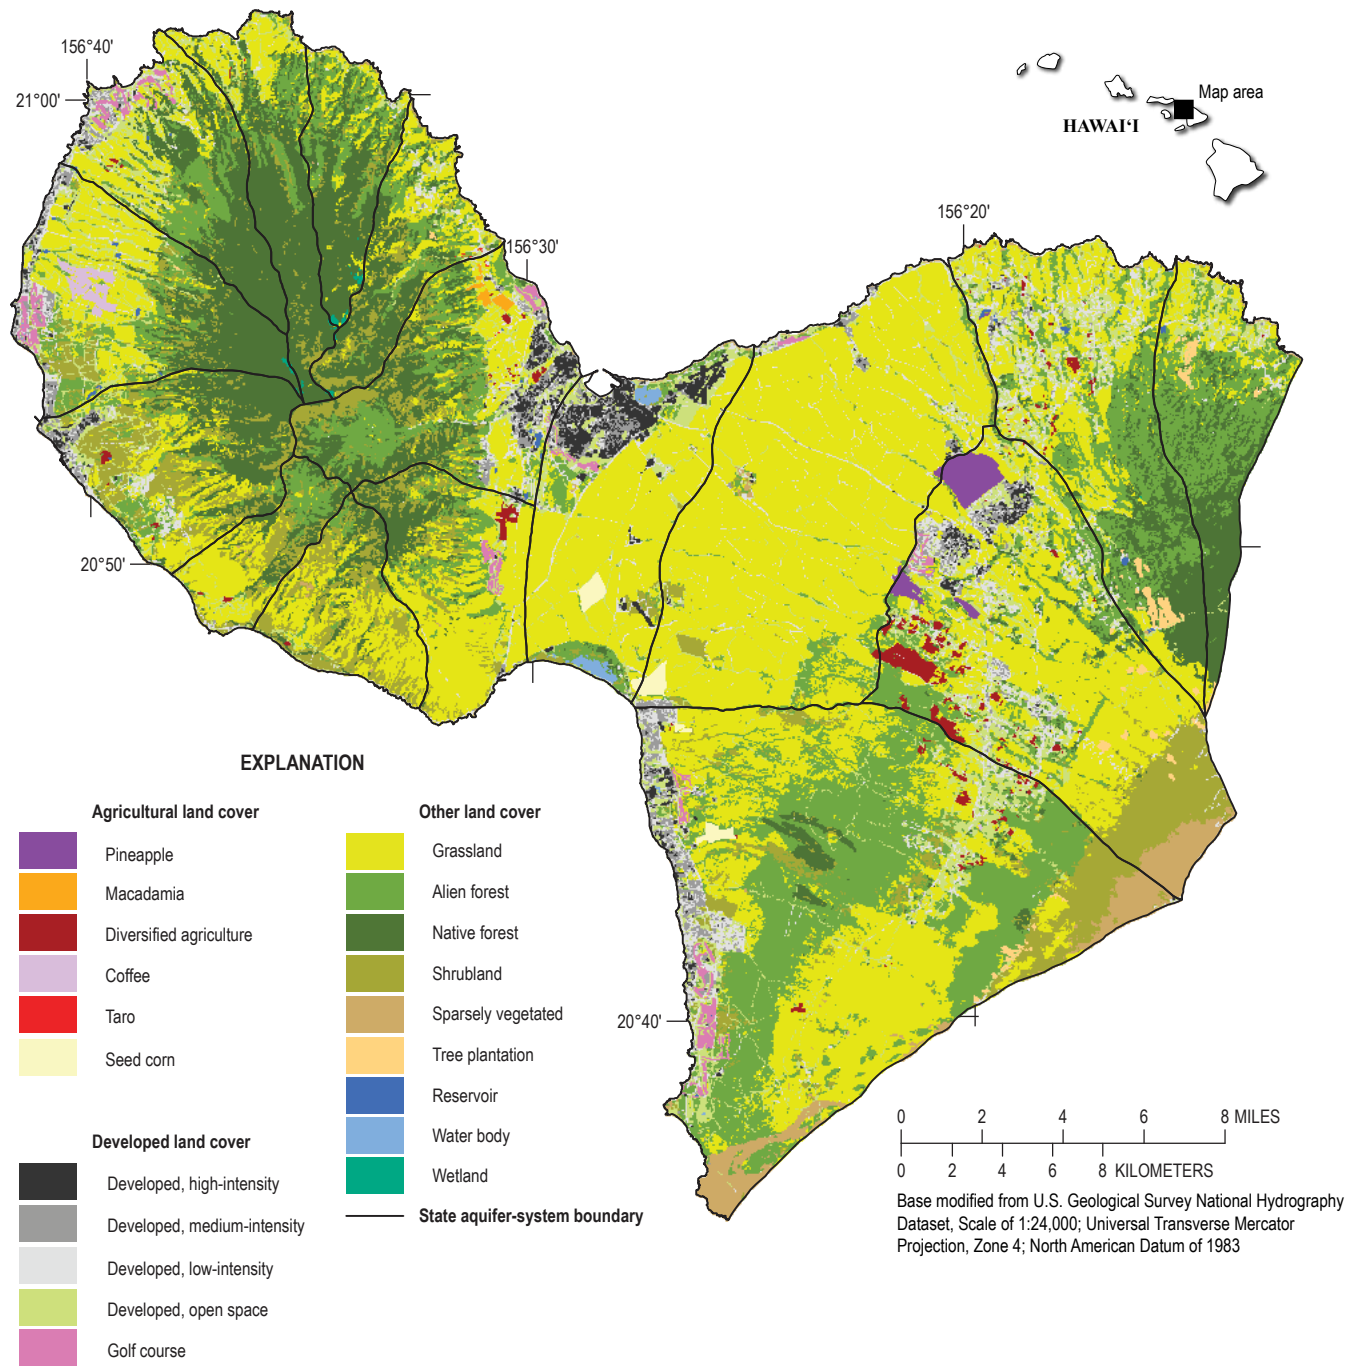 156°40'
21°00'
Map area
HAWAI‘I
156°20'
156°30'
20°50'
EXPLANATION
Agricultural land cover
Pineapple
Macadamia
Diversified agriculture
Coffee
Taro
Seed corn
Developed land cover
Developed, high-intensity
Developed, medium-intensity
Developed, low-intensity
Developed, open space
Golf course
Other land cover
Grassland
Alien forest
Native forest
Shrubland
Sparsely vegetated
Tree plantation
Reservoir
Water body
Wetland
State aquifer-system boundary
20°40'
0 2 4 6 8 MILES
0 2 4 6 8 KILOMETERS
Base modified from U.S. Geological Survey National Hydrography
Dataset, Scale of 1:24,000; Universal Transverse Mercator
Projection, Zone 4; North American Datum of 1983